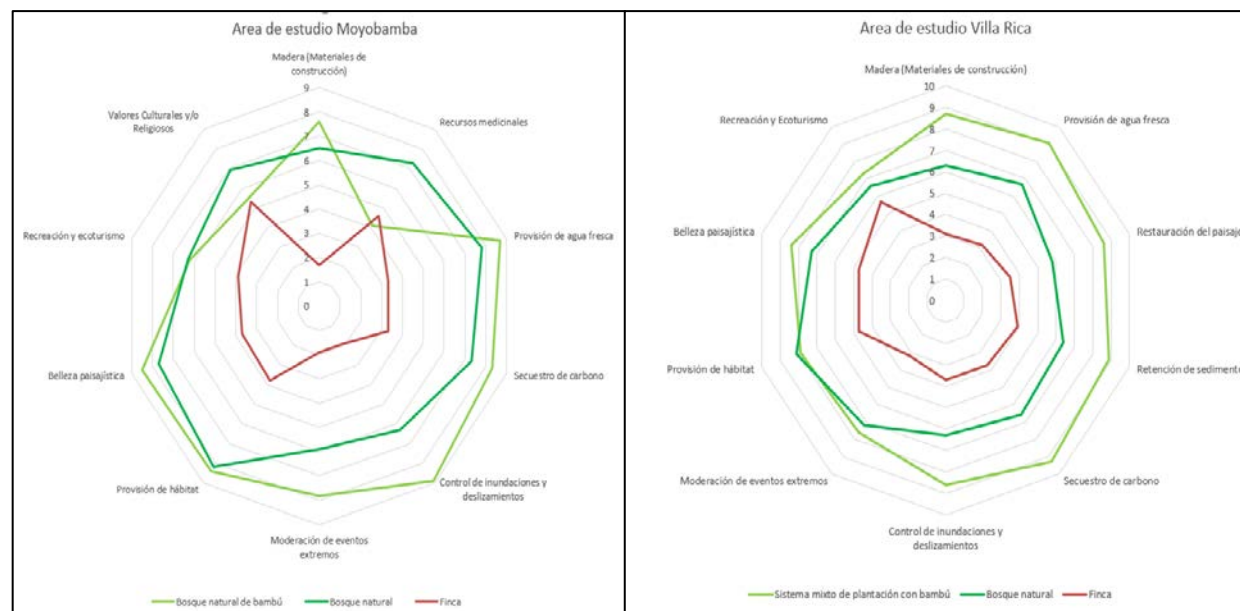 Area de estudio Moyobamba
Madera (Materiales de
construcción)
Valores Culturales y/o
Religiosos
Recursos medicinales
Recreación y ecoturismo
Provisión de agua fresca
Belleza paisajística
Secuestro de carbono
Provisión de hábitat
Control de inundaciones y
deslizamientos
Moderación de eventos
extremos
9
8
7
6
5
4
3
2
1
0
Bosque natural de bambú
Bosque natural
Finca
Area de estudio Villa Rica
Madera (Materiales de construcción)
Recreación y Ecoturismo
Provisión de agua fresca
Belleza paisajística
Restauración del paisaje
Provisión de hábitat
Retención de sedimento
Moderación de eventos extremos
Secuestro de carbono
Control de inundaciones y
deslizamientos
10
9
8
7
6
5
4
3
2
1
0
Sistema mixto de plantación con bambú
Bosque natural
Finca